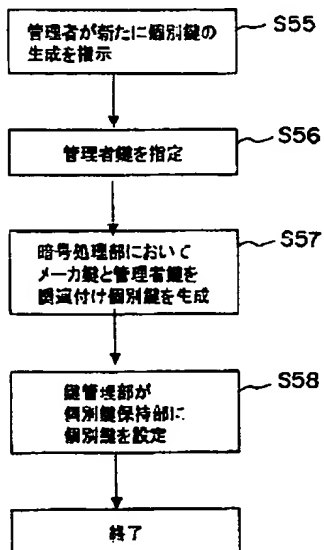 管理者が新たに個別鍵の
生成を指示
S55
管理者鍵を指定
S56
暗号処理部において
メーカ鍵と管理者鍵を
関連付け個別鍵を生成
S57
鍵管理部が
個別鍵保持部に
個別鍵を設定
S58
終了